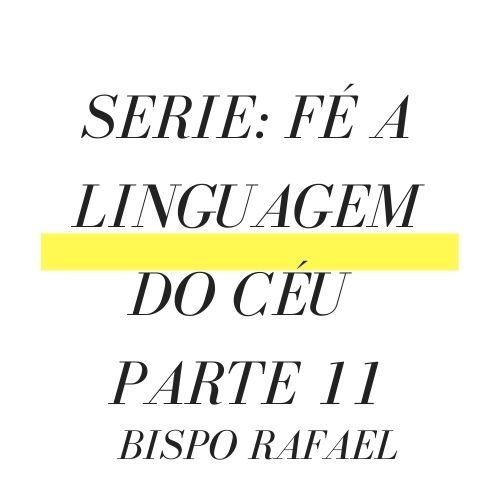 SERIE: FÉ A
LINGUAGEM
DO CÉU
PARTE 11
BISPO RAFAEL